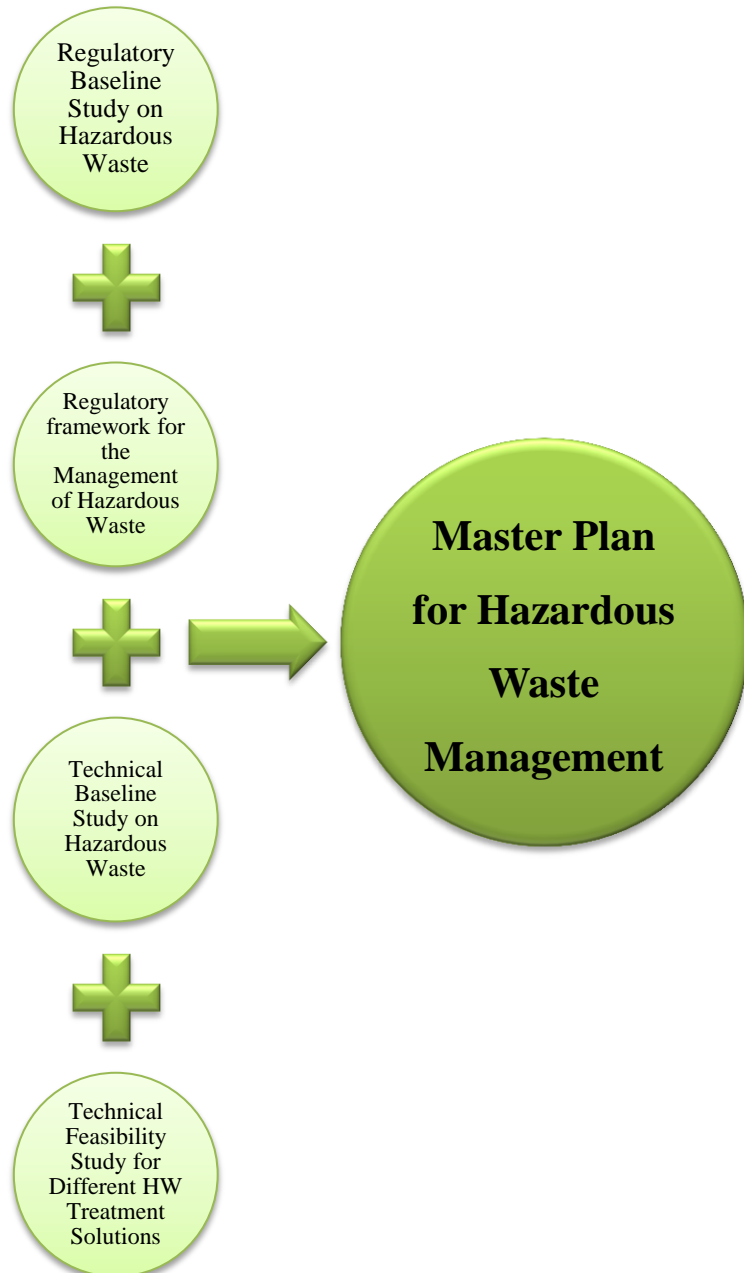 Regulatory
Baseline
Study on
Hazardous
Waste
Regulatory
framework for
the
Management
of Hazardous
Waste
Technical
Baseline
Study on
Hazardous
Waste
Technical
Feasibility
Study for
Different HW
Treatment
Solutions
Master Plan
for Hazardous
Waste
Management